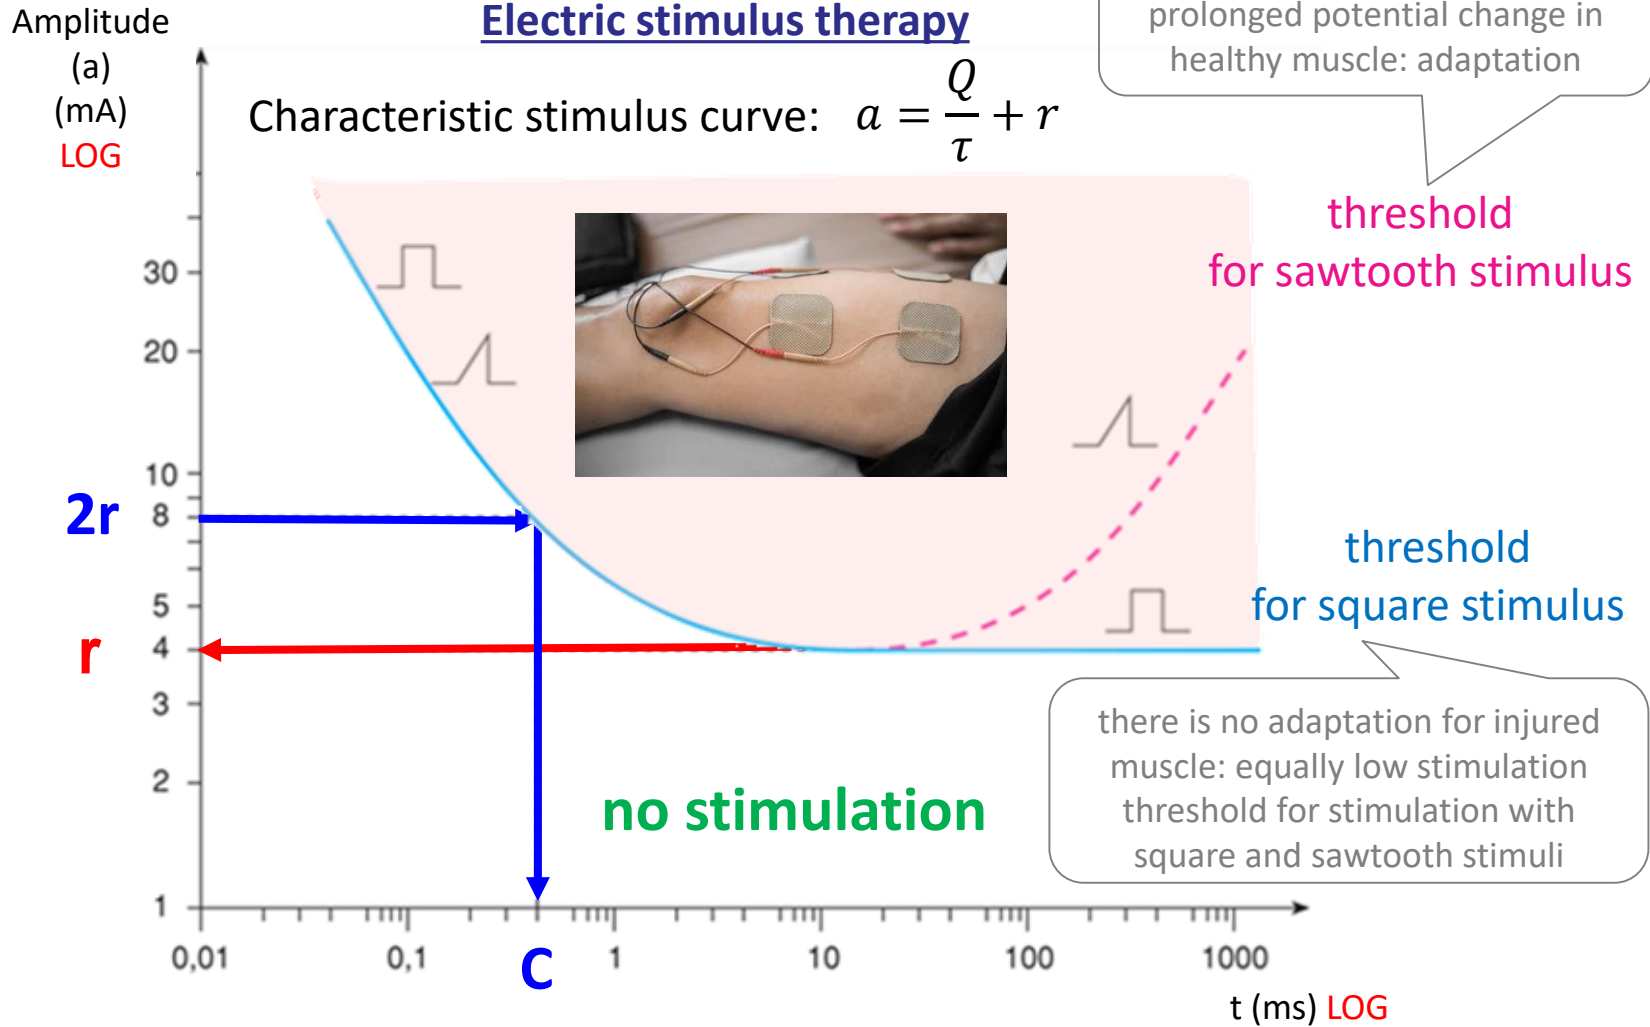 Electric stimulus therapy
Amplitude
(a)
(mA)
LOG
Characteristic stimulus curve: a = Q/τ + r
prolonged potential change in
healthy muscle: adaptation
threshold
for sawtooth stimulus
30
20
10
2r
8
5
r
4
3
2
1
threshold
for square stimulus
there is no adaptation for injured
muscle: equally low stimulation
threshold for stimulation with
square and sawtooth stimuli
no stimulation
0,01 0,1 C 1 10 100 1000
t (ms) LOG